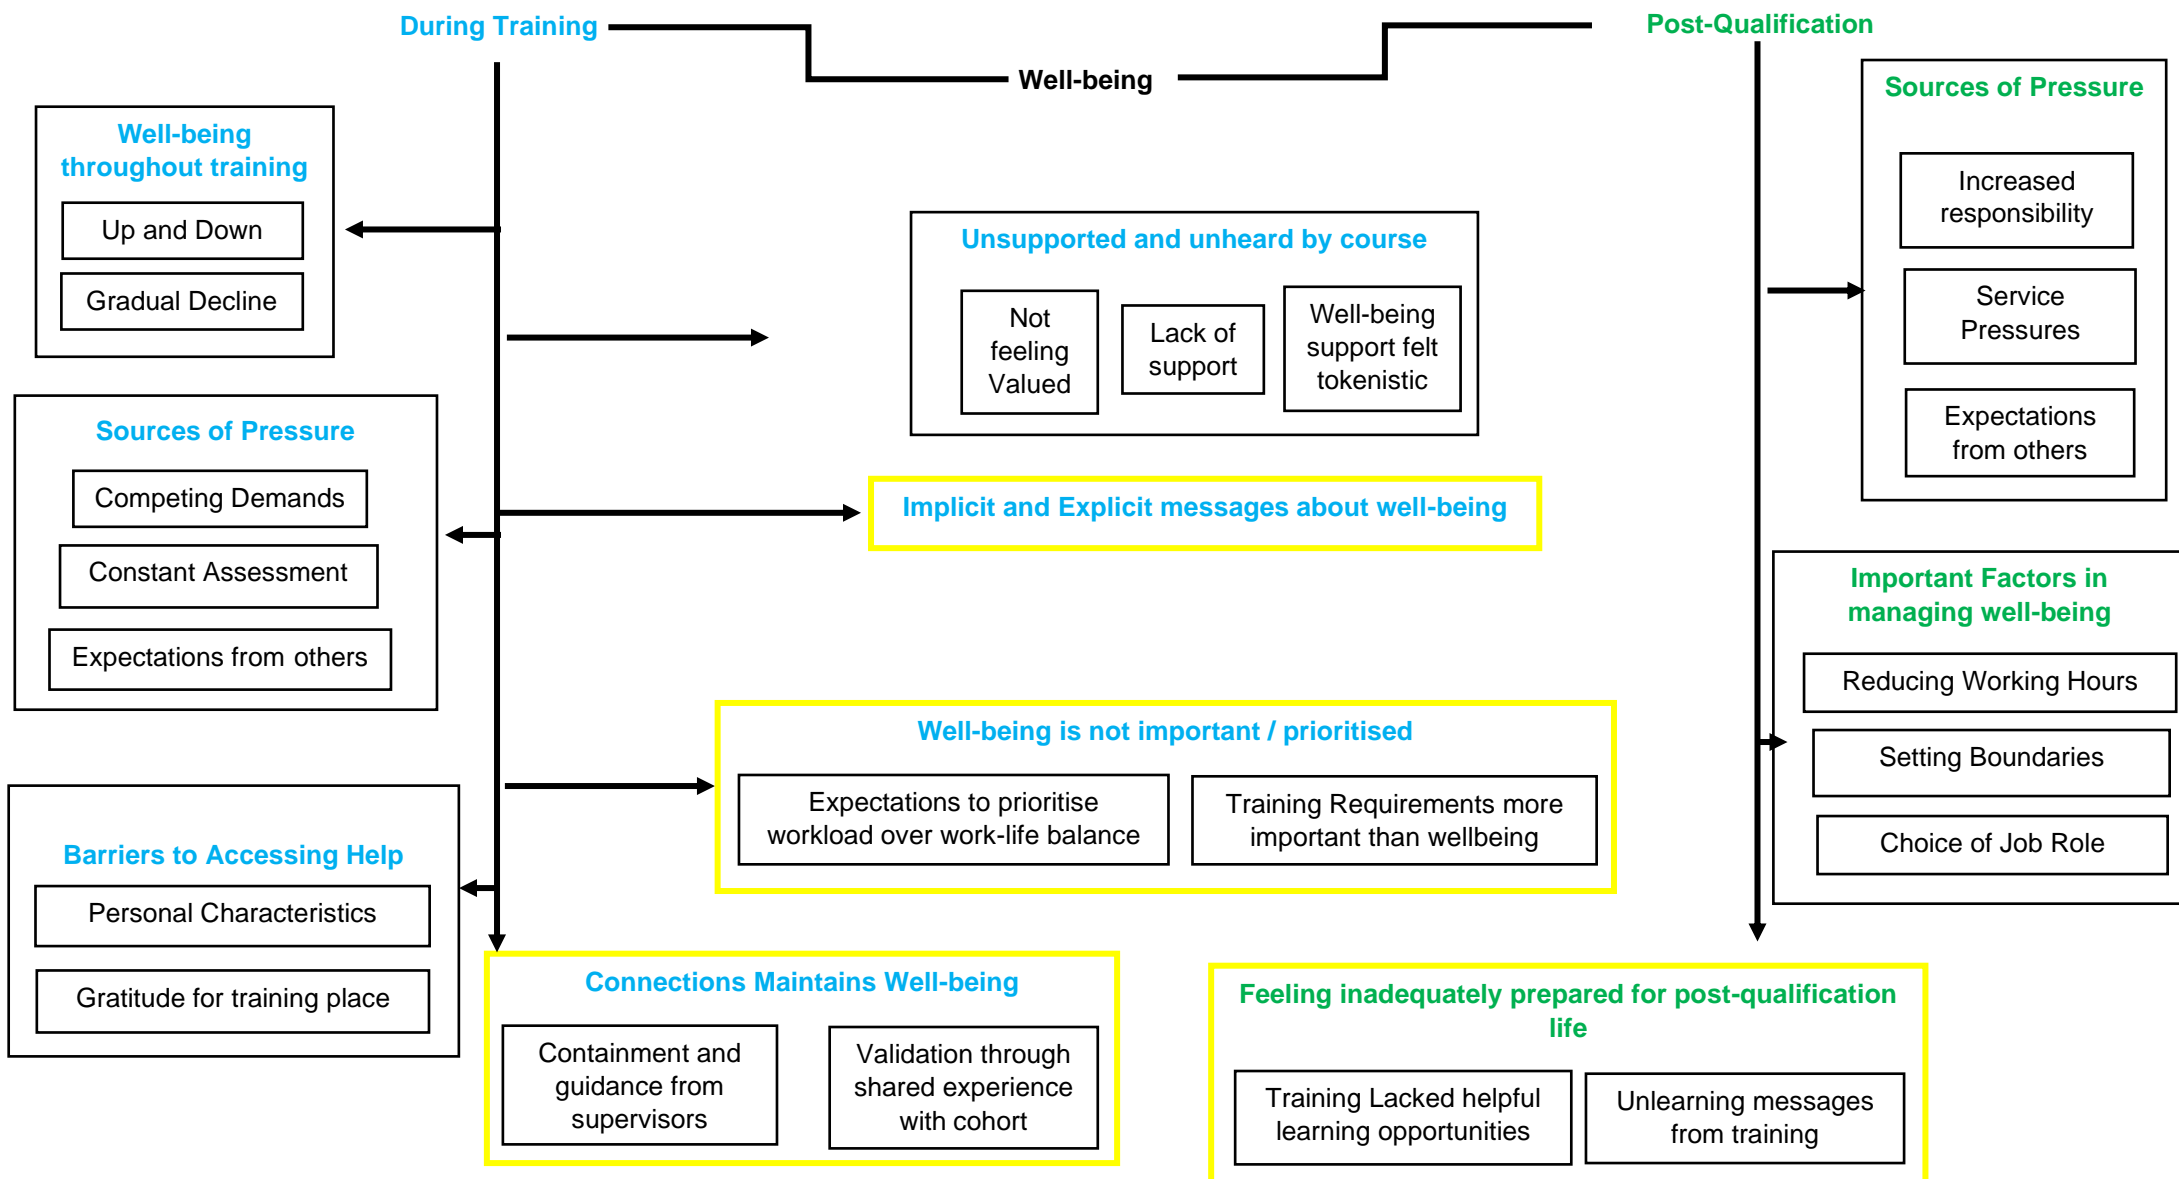 During Training
Well-being
Post-Qualification
Well-being
throughout training
Up and Down
Gradual Decline
Sources of Pressure
Competing Demands
Constant Assessment
Expectations from others
Barriers to Accessing Help
Personal Characteristics
Gratitude for training place
Unsupported and unheard by course
Not
feeling
Valued
Lack of
support
Well-being
support felt
tokenistic
Implicit and Explicit messages about well-being
Well-being is not important / prioritised
Expectations to prioritise
workload over work-life balance
Training Requirements more
important than wellbeing
Connections Maintains Well-being
Containment and
guidance from
supervisors
Validation through
shared experience
with cohort
Sources of Pressure
Increased
responsibility
Service
Pressures
Expectations
from others
Important Factors in
managing well-being
Reducing Working Hours
Setting Boundaries
Choice of Job Role
Feeling inadequately prepared for post-qualification
life
Training Lacked helpful
learning opportunities
Unlearning messages
from training